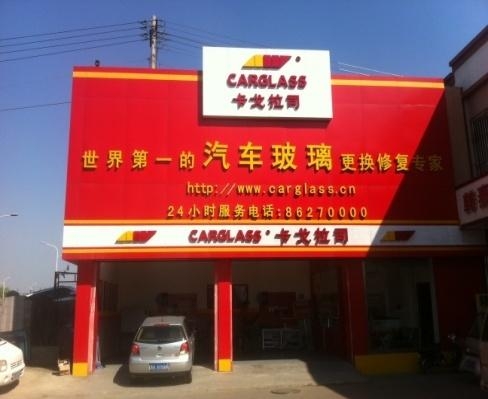 CARGLASS
卡戈拉司
世界第一的汽车玻璃更换修复专家
http://www.carglass.cn
24小时服务电话:86270000
CARGLASS 卡戈拉司